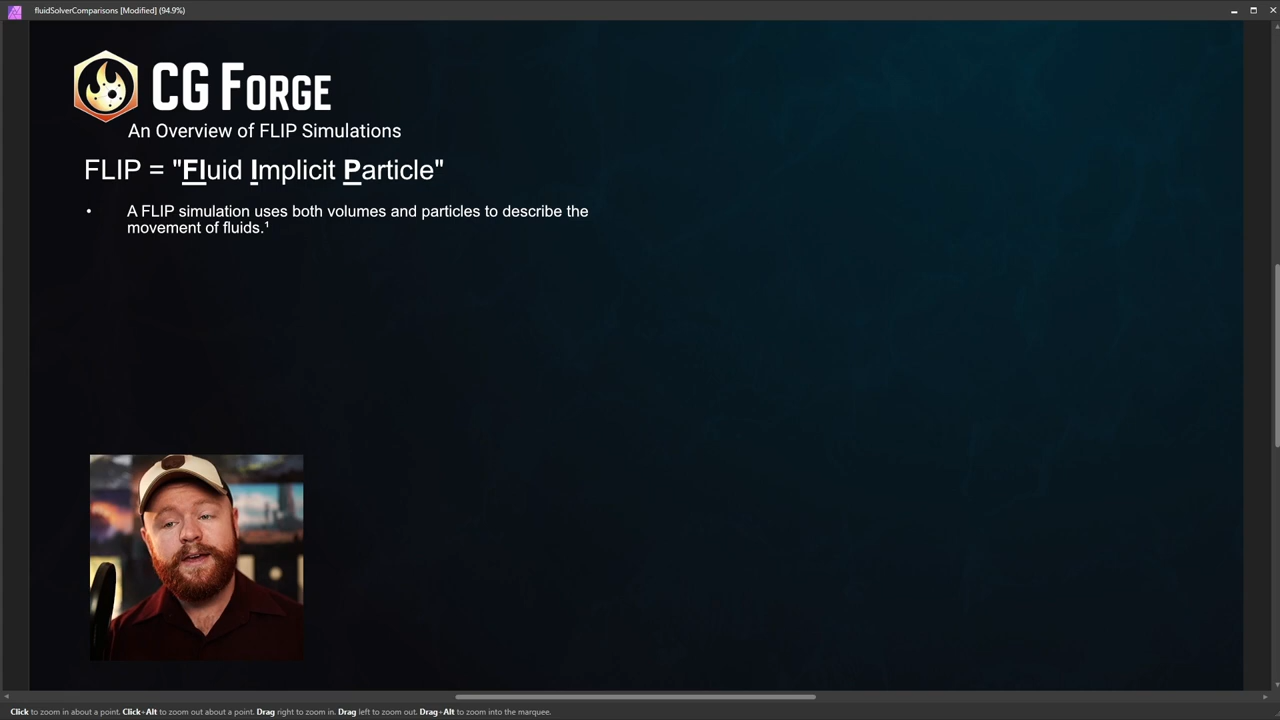 fluidSolverComparisons [Modified] (94.9%)
CG FORGE
An Overview of FLIP Simulations
FLIP = "Fluid Implicit Particle"
• A FLIP simulation uses both volumes and particles to describe the
movement of fluids.¹
Click to zoom in about a point. Click+Alt to zoom out about a point. Drag right to zoom in. Drag left to zoom out. Drag+Alt to zoom into the marquee.